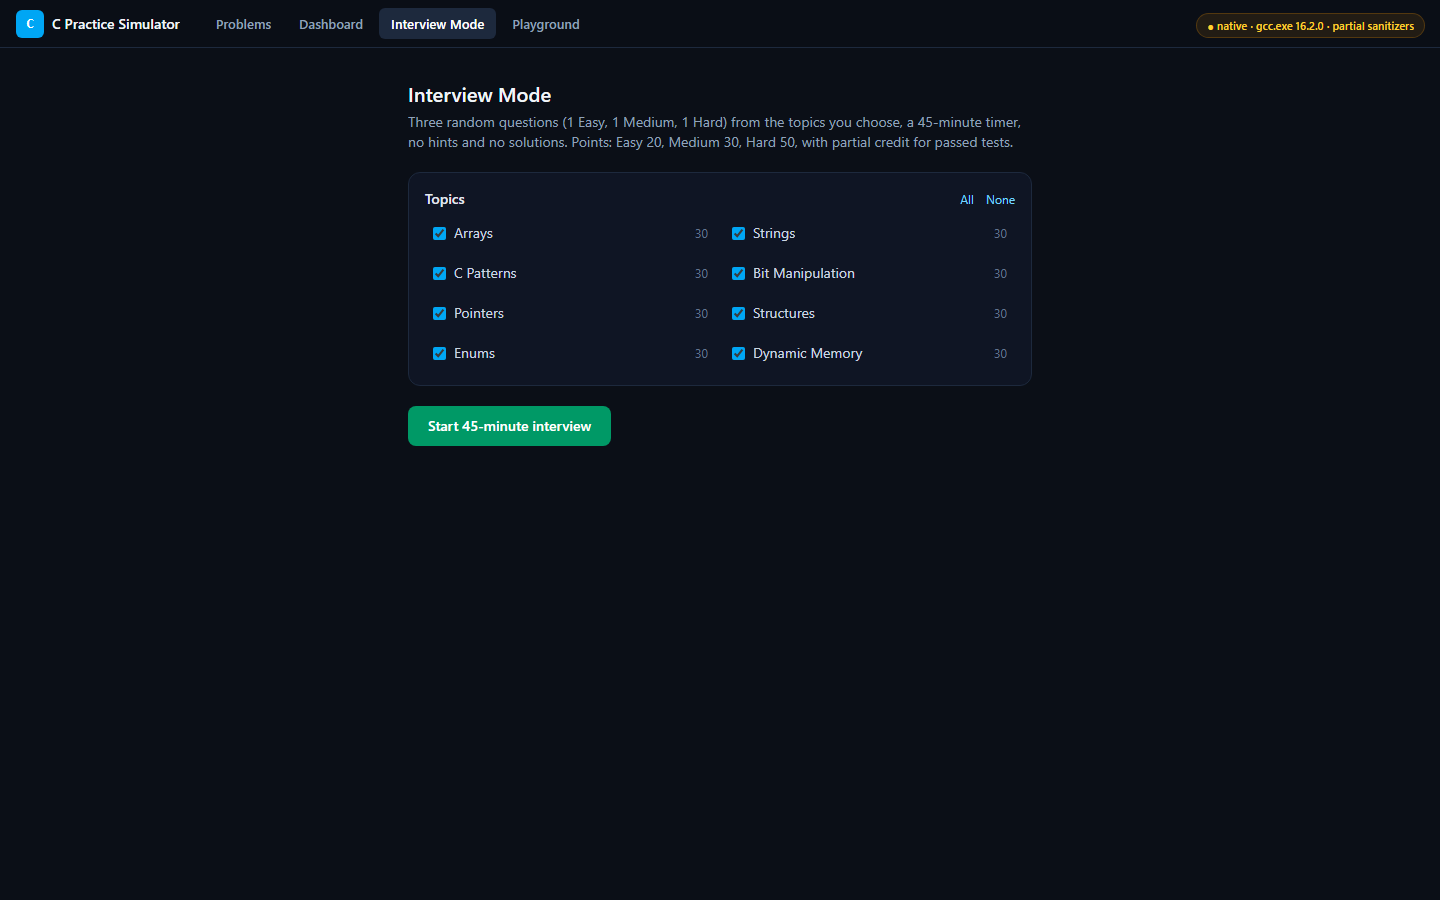 C C Practice Simulator Problems Dashboard Interview Mode Playground ● native · gcc.exe 16.2.0 · partial sanitizers
Interview Mode
Three random questions (1 Easy, 1 Medium, 1 Hard) from the topics you choose, a 45-minute timer,
no hints and no solutions. Points: Easy 20, Medium 30, Hard 50, with partial credit for passed tests.
Topics All None
Arrays 30 Strings 30
C Patterns 30 Bit Manipulation 30
Pointers 30 Structures 30
Enums 30 Dynamic Memory 30
Start 45-minute interview